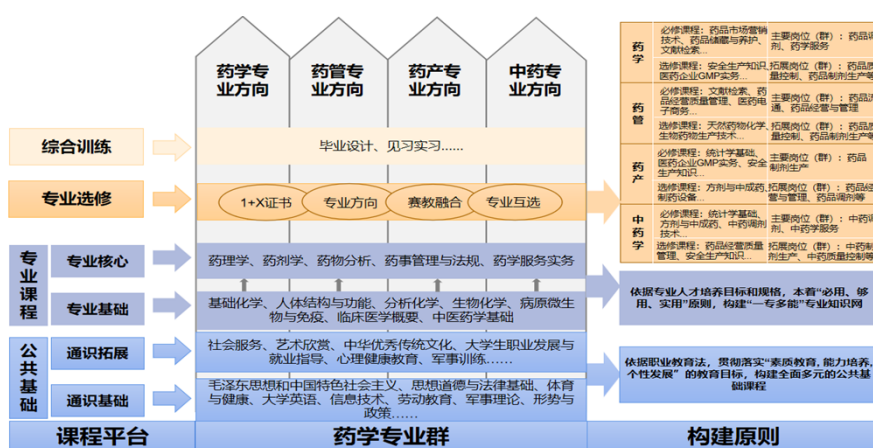 药学专
业方向
药管专
业方向
药产专
业方向
中药专
业方向
综合训练
毕业设计、见习实习......
专业选修
1+X证书
专业方向
赛教融合
专业互选
专业课程
专业核心
药理学、药剂学、药物分析、药事管理与法规、药学服务实务
专业基础
基础化学、人体结构与功能、分析化学、生物化学、病原微生
物与免疫、临床医学概要、中医药学基础
公共基础
通识拓展
社会服务、艺术欣赏、中华优秀传统文化、大学生职业发展与
就业指导、心理健康教育、军事训练......
通识基础
毛泽东思想和中国特色社会主义、思想道德与法律基础、体育
与健康、大学英语、信息技术、劳动教育、军事理论、形势与
政策......
药学
必修课程：药品市场营销
技术、药品储藏与养护、
文献检索...
主要岗位（群）：药品调
剂、药学服务
选修课程：安全生产知识、
医药企业GMP实务...
拓展岗位（群）：药品质
量控制、药品制剂生产等
药管
必修课程：文献检索、药
品经营质量管理、医药电
子商务...
主要岗位（群）：药品流
通、药品经营与管理
选修课程：天然药物化学、
生物药物生产技术...
拓展岗位（群）：药品质
量控制、药品制剂生产等
药产
必修课程：统计学基础、
医药企业GMP实务、安全
生产知识...
主要岗位（群）：药品
制剂生产
选修课程：方剂与中成药、
制药设备...
拓展岗位（群）：药品经
营与管理、药品调剂等
中药学
必修课程：统计学基础、
方剂与中成药、中药调剂
技术...
主要岗位（群）：中药调
剂、中药学服务
选修课程：药品经营质量
管理、安全生产知识...
拓展岗位（群）：中药制
剂生产、中药质量控制等
依据专业人才培养目标和规格，本着“必用、够
用、实用”原则，构建“一专多能”专业知识网
依据职业教育法，贯彻落实“素质教育，能力培养，
个性发展”的教育目标，构建全面多元的公共基
础课程
课程平台
药学专业群
构建原则